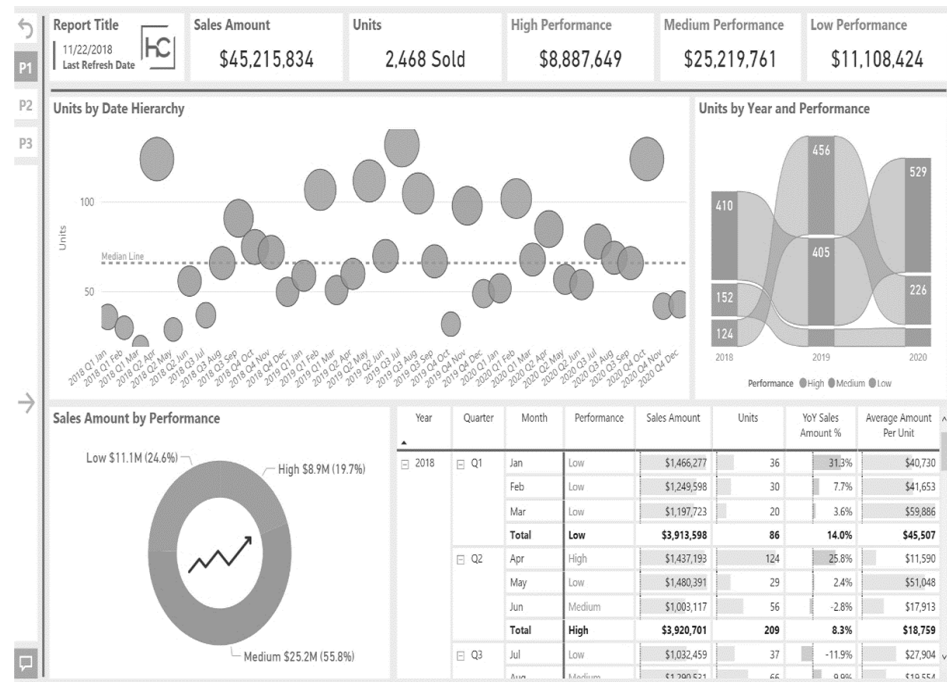 Report Title
11/22/2018
Last Refresh Date
hc
Sales Amount
$45,215,834
Units
2,468 Sold
High Performance
$8,887,649
Medium Performance
$25,219,761
Low Performance
$11,108,424
P1
P2
P3
Units by Date Hierarchy
Units
100
Median Line
50
2018 Q1 Jan
2018 Q1 Feb
2018 Q1 Mar
2018 Q2 Apr
2018 Q2 May
2018 Q2 Jun
2018 Q3 Jul
2018 Q3 Aug
2018 Q3 Sep
2018 Q4 Oct
2018 Q4 Nov
2018 Q4 Dec
2019 Q1 Jan
2019 Q1 Feb
2019 Q1 Mar
2019 Q2 Apr
2019 Q2 May
2019 Q2 Jun
2019 Q3 Jul
2019 Q3 Aug
2019 Q3 Sep
2019 Q4 Oct
2019 Q4 Nov
2019 Q4 Dec
2020 Q1 Jan
2020 Q1 Feb
2020 Q1 Mar
2020 Q2 Apr
2020 Q2 May
2020 Q2 Jun
2020 Q3 Jul
2020 Q3 Aug
2020 Q3 Sep
2020 Q4 Oct
2020 Q4 Nov
2020 Q4 Dec
Units by Year and Performance
410
152
124
456
405
529
226
2018 2019 2020
Performance High Medium Low
Sales Amount by Performance
Low $11.1M (24.6%)
High $8.9M (19.7%)
Medium $25.2M (55.8%)
Year Quarter Month Performance Sales Amount Units YoY Sales Amount % Average Amount Per Unit
2018 Q1 Jan Low $1,466,277 36 31.3% $40,730
Feb Low $1,249,598 30 7.7% $41,653
Mar Low $1,197,723 20 3.6% $59,886
Total Low $3,913,598 86 14.0% $45,507
Q2 Apr High $1,437,193 124 25.8% $11,590
May Low $1,480,391 29 2.4% $51,048
Jun Medium $1,003,117 56 -2.8% $17,913
Total High $3,920,701 209 8.3% $18,759
Q3 Jul Low $1,032,459 37 -11.9% $27,904
Aug Medium $1,290,531 66 9.9% $19,554